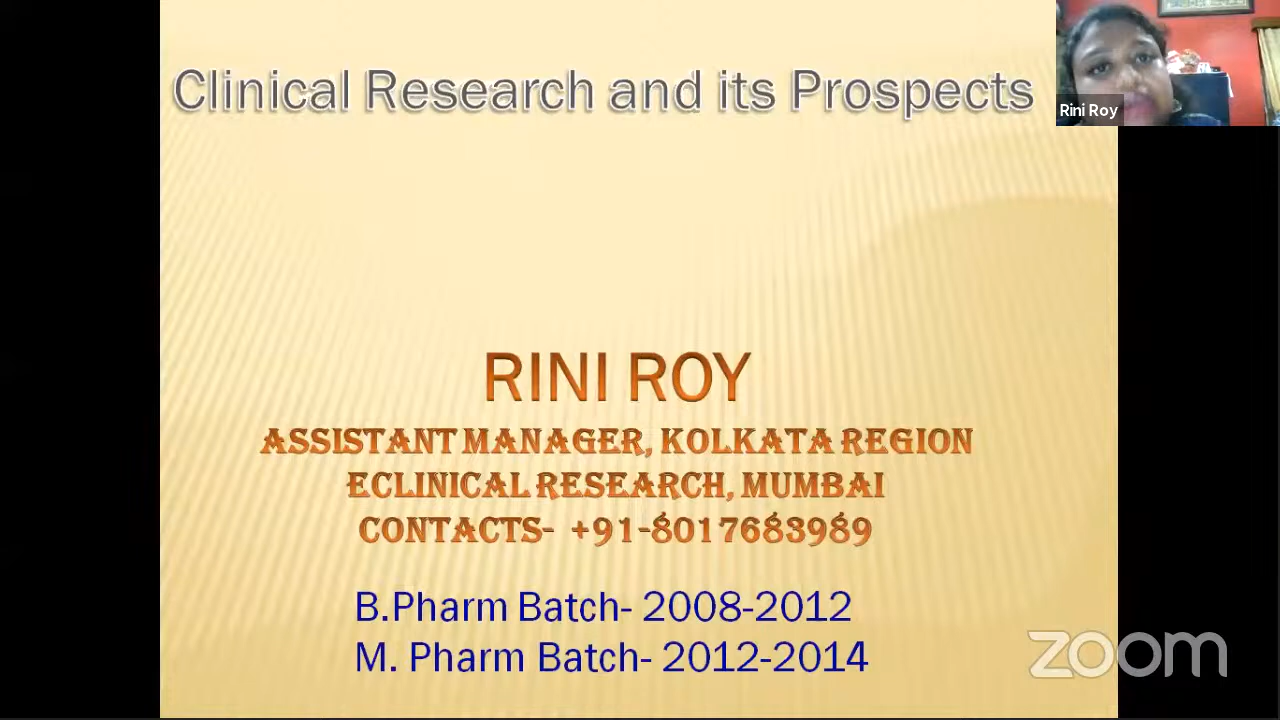 Clinical Research and its Prospects
Rini Roy
RINI ROY
ASSISTANT MANAGER, KOLKATA REGION
ECLINICAL RESEARCH, MUMBAI
CONTACTS- +91-8017683989
B.Pharm Batch- 2008-2012
M. Pharm Batch- 2012-2014
zoom